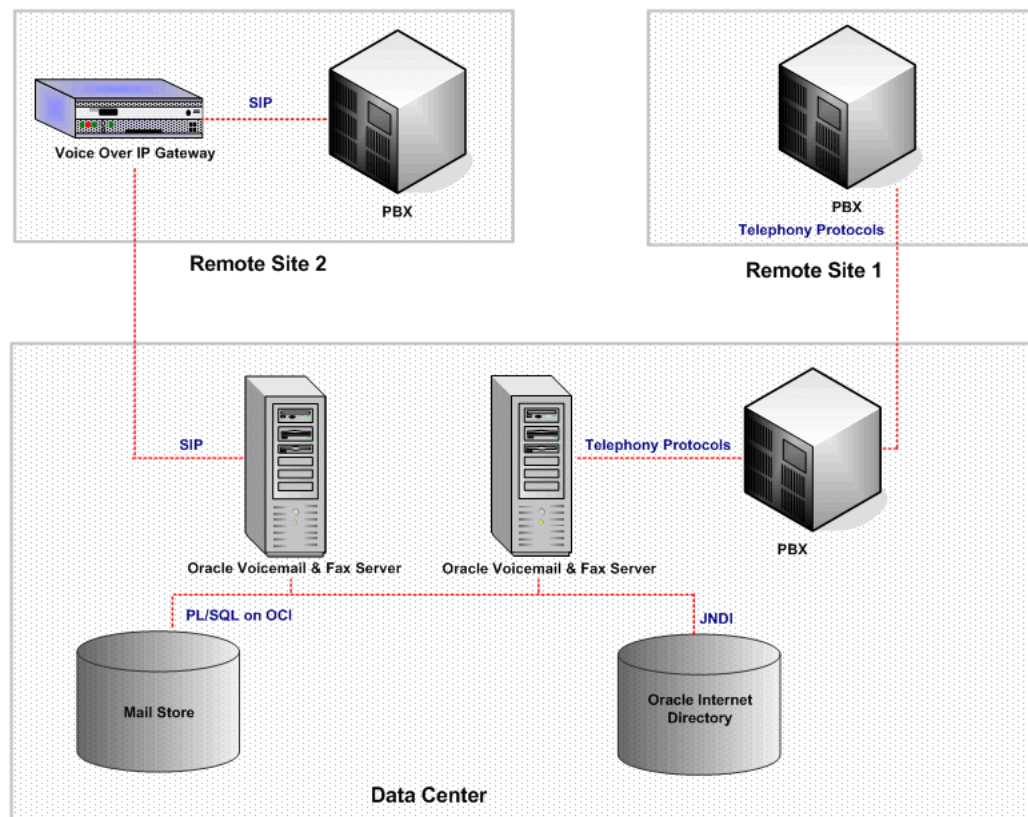 SIP
Voice Over IP Gateway
PBX
Remote Site 2
PBX
Telephony Protocols
Remote Site 1
SIP
Telephony Protocols
PBX
Oracle Voicemail & Fax Server
Oracle Voicemail & Fax Server
PL/SQL on OCI
JNDI
Mail Store
Oracle Internet
Directory
Data Center